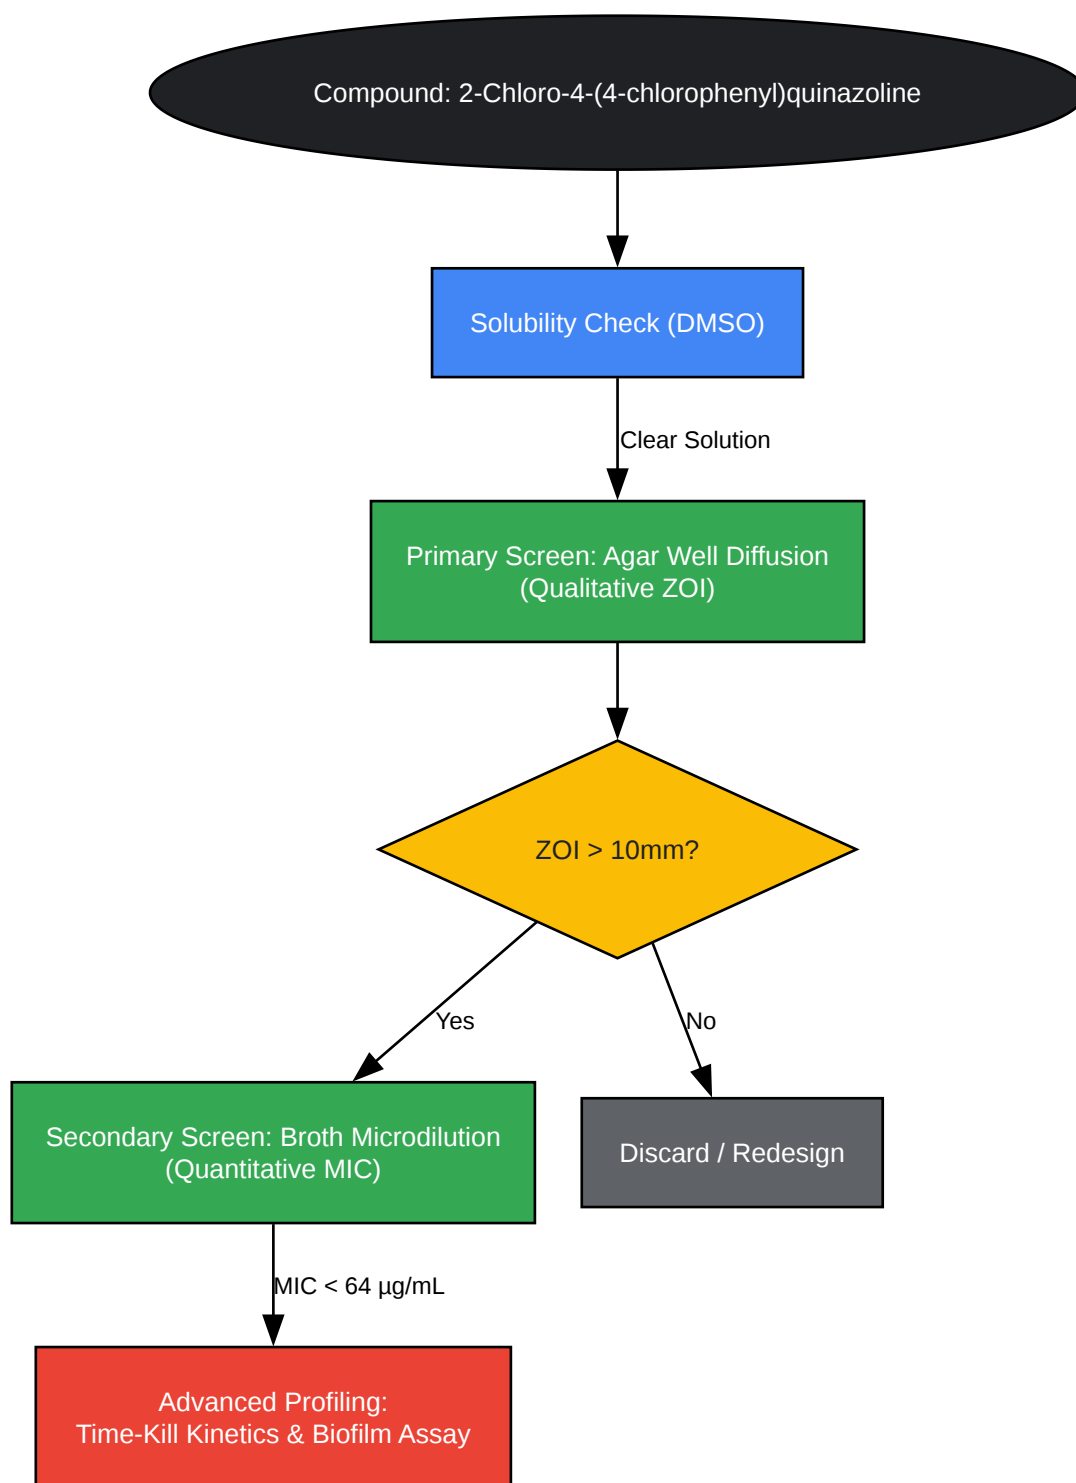 Compound: 2-Chloro-4-(4-chlorophenyl)quinazoline
Solubility Check (DMSO)
Clear Solution
Primary Screen: Agar Well Diffusion
(Qualitative ZOI)
ZOI > 10mm?
Yes
No
Secondary Screen: Broth Microdilution
(Quantitative MIC)
Discard / Redesign
MIC < 64 µg/mL
Advanced Profiling:
Time-Kill Kinetics & Biofilm Assay